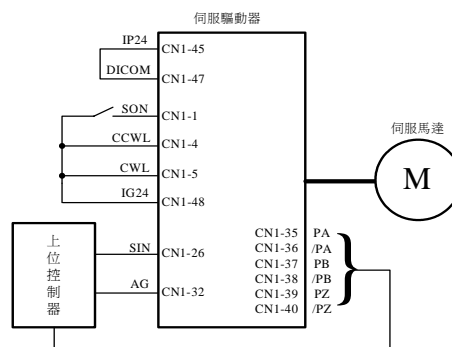 伺服驅動器
IP24 CN1-45
DICOM CN1-47
SON CN1-1
CCWL CN1-4
CWL CN1-5
IG24 CN1-48
伺服馬達
M
上位控制器
SIN CN1-26
AG CN1-32
CN1-35 PA
CN1-36 /PA
CN1-37 PB
CN1-38 /PB
CN1-39 PZ
CN1-40 /PZ